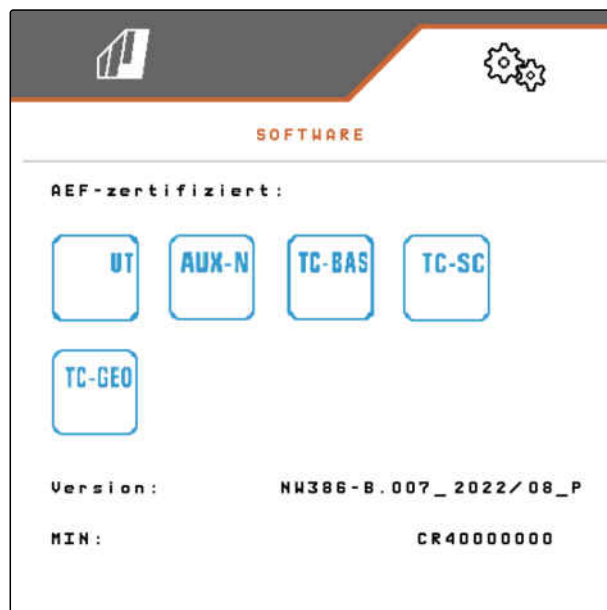 SOFTWARE
AEF-zertifiziert:
UT AUX-N TC-BAS TC-SC
TC-GEO
Version: NW386-B.007_2022/08_P
MIN: CR40000000